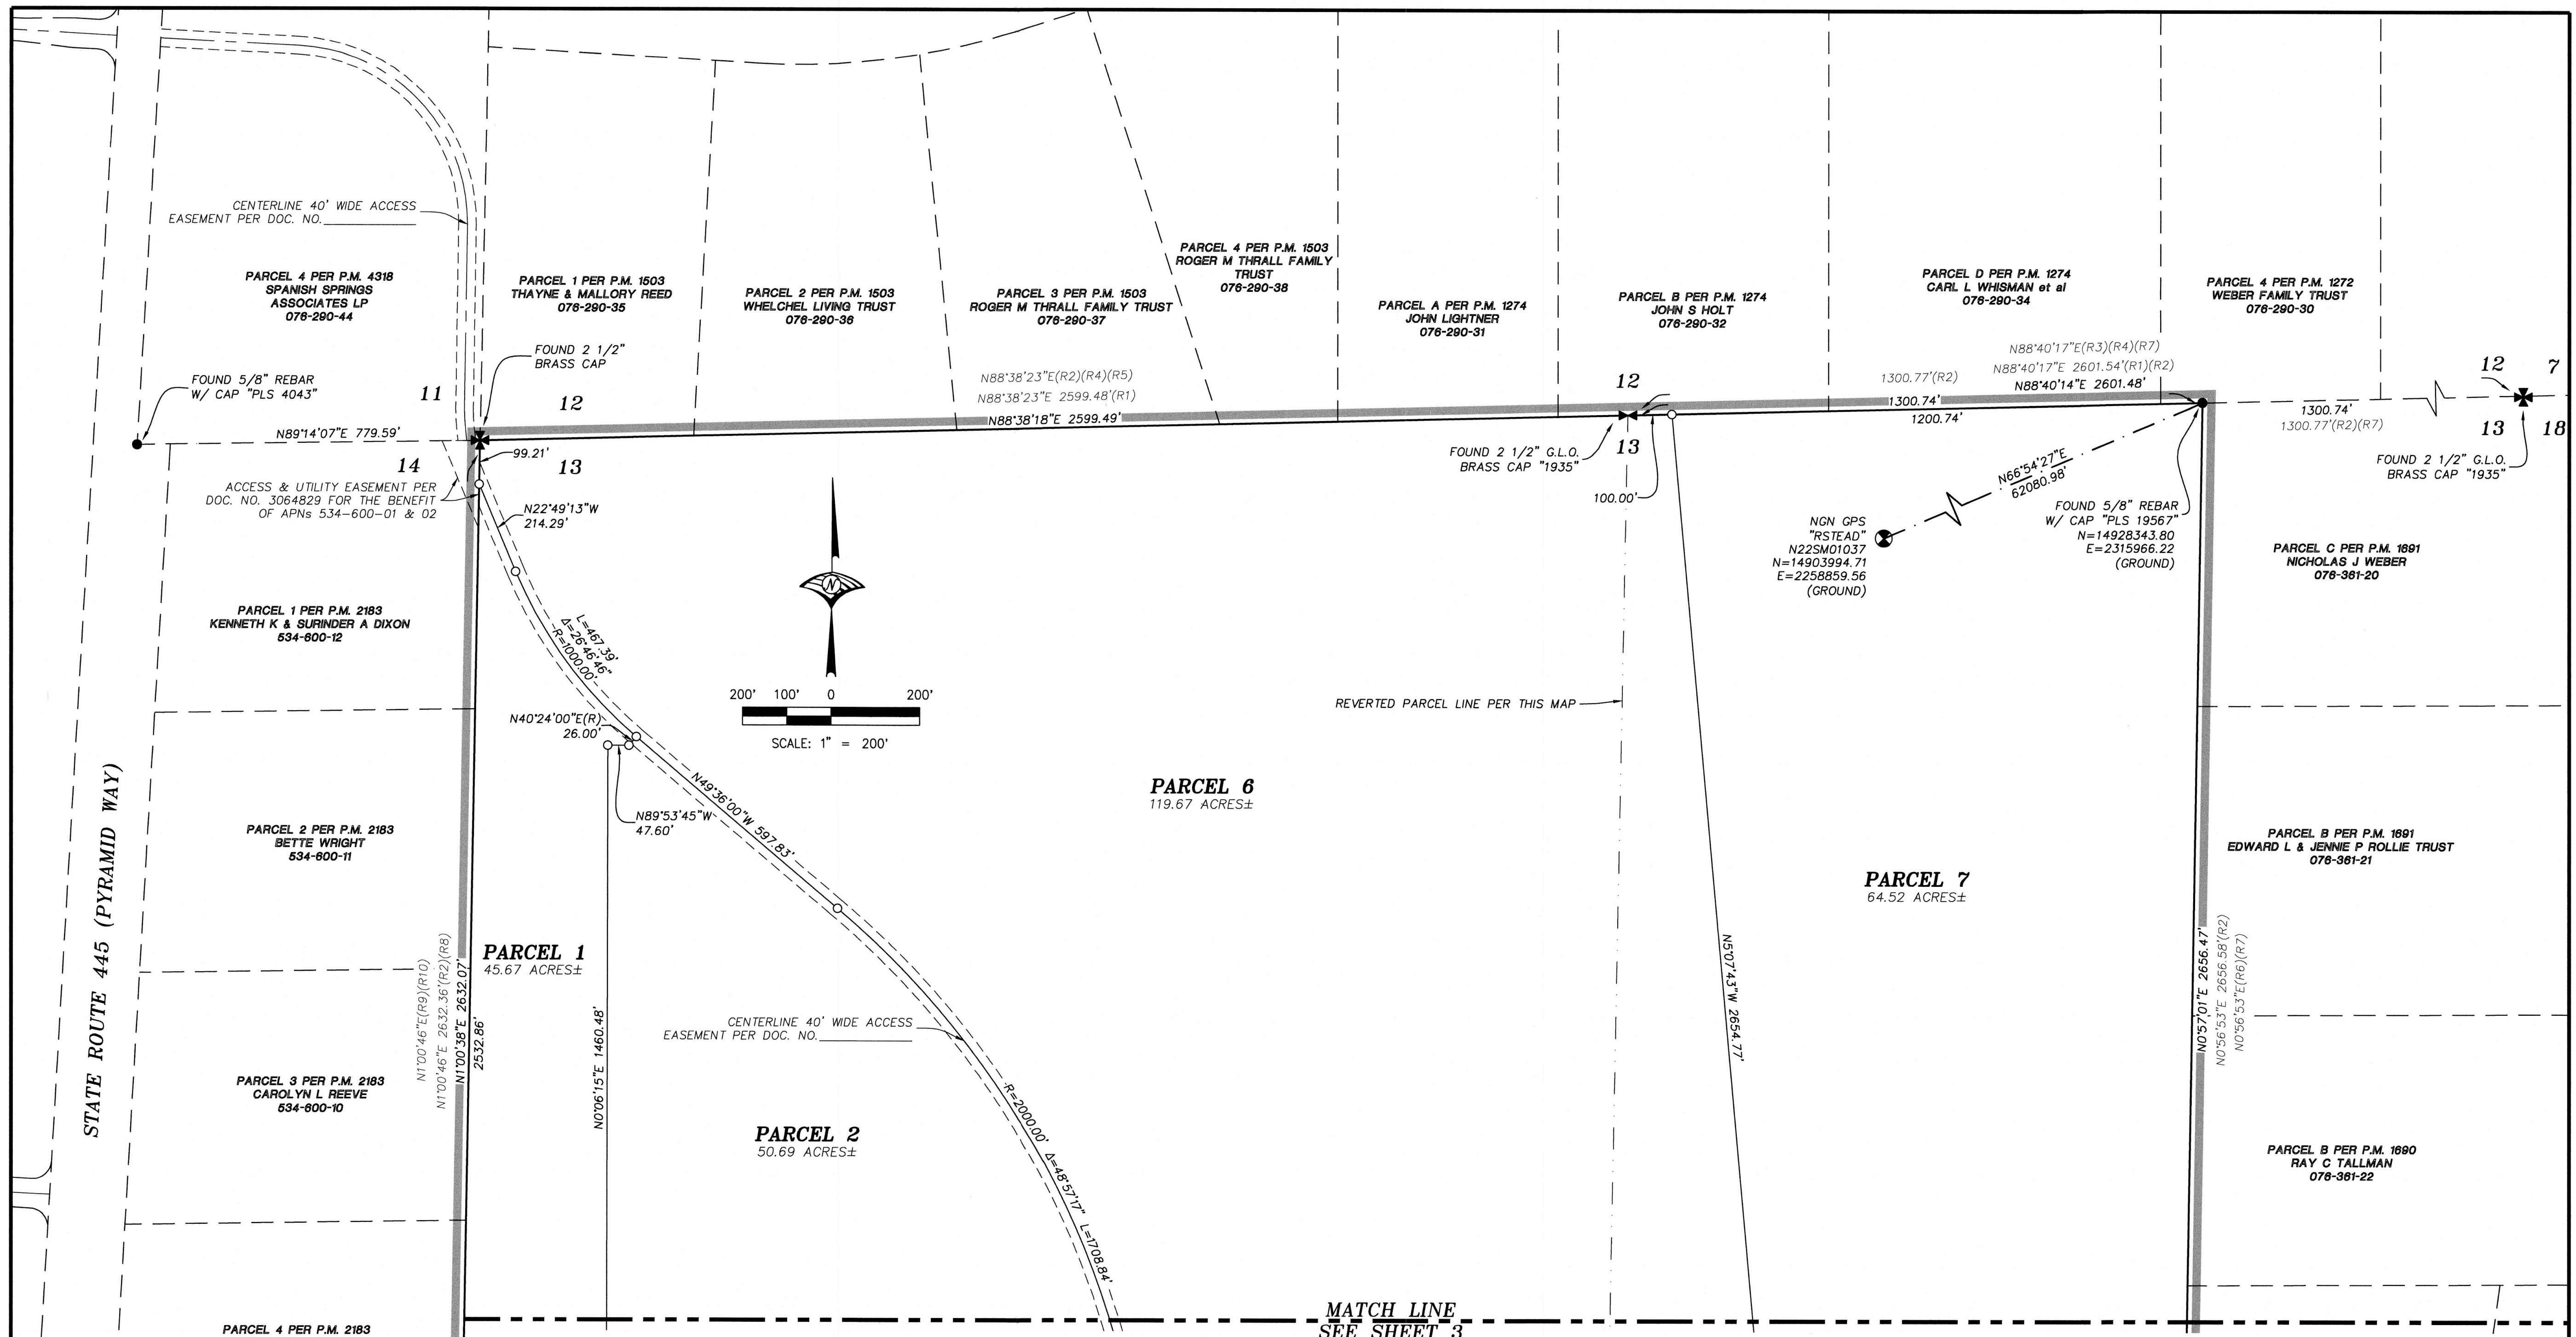 CENTERLINE 40' WIDE ACCESS
EASEMENT PER DOC. NO.
PARCEL 4 PER P.M. 4318
SPANISH SPRINGS
ASSOCIATES LP
076-290-44
PARCEL 1 PER P.M. 1503
THAYNE & MALLORY REED
076-290-35
PARCEL 2 PER P.M. 1503
WHELCHEL LIVING TRUST
076-290-36
PARCEL 3 PER P.M. 1503
ROGER M THRALL FAMILY TRUST
076-290-37
PARCEL 4 PER P.M. 1503
ROGER M THRALL FAMILY
TRUST
076-290-38
PARCEL A PER P.M. 1274
JOHN LIGHTNER
076-290-31
PARCEL B PER P.M. 1274
JOHN S HOLT
076-290-32
PARCEL D PER P.M. 1274
CARL L WHISMAN et al
076-290-34
PARCEL 4 PER P.M. 1272
WEBER FAMILY TRUST
076-290-30
FOUND 5/8" REBAR
W/ CAP "PLS 4043"
FOUND 2 1/2"
BRASS CAP
11
12
14
13
N89°14'07"E 779.59'
99.21'
N88°38'23"E(R2)(R4)(R5)
N88°38'23"E 2599.48'(R1)
N88°38'18"E 2599.49'
12
13
1300.77'(R2)
1300.74'
1200.74'
N88°40'17"E(R3)(R4)(R7)
N88°40'17"E 2601.54'(R1)(R2)
N88°40'14"E 2601.48'
1300.74'
1300.77'(R2)(R7)
12
7
13
18
FOUND 2 1/2" G.L.O.
BRASS CAP "1935"
100.00'
FOUND 2 1/2" G.L.O.
BRASS CAP "1935"
ACCESS & UTILITY EASEMENT PER
DOC. NO. 3064829 FOR THE BENEFIT
OF APNs 534-600-01 & 02
N22°49'13"W
214.29'
N66°54'27"E
62080.98'
NGN GPS
"RSTEAD"
N22SM01037
N=14903994.71
E=2258859.56
(GROUND)
FOUND 5/8" REBAR
W/ CAP "PLS 19567"
N=14928343.80
E=2315966.22
(GROUND)
PARCEL C PER P.M. 1691
NICHOLAS J WEBER
076-361-20
PARCEL 1 PER P.M. 2183
KENNETH K & SURINDER A DIXON
534-600-12
L=467.39'
Δ=26°46'46"
R=1000.00'
N
200' 100' 0 200'
SCALE: 1" = 200'
REVERTED PARCEL LINE PER THIS MAP
N40°24'00"E(R)
26.00'
N89°53'45"W
47.60'
N49°36'00"W 597.83'
PARCEL 6
119.67 ACRES±
PARCEL 7
64.52 ACRES±
PARCEL 2 PER P.M. 2183
BETTE WRIGHT
534-600-11
PARCEL B PER P.M. 1691
EDWARD L & JENNIE P ROLLIE TRUST
076-361-21
STATE ROUTE 445 (PYRAMID WAY)
N1°00'46"E(R9)(R10)
N1°00'46"E 2632.36'(R2)(R8)
N1°00'38"E 2632.07'
2532.86'
PARCEL 1
45.67 ACRES±
N0°06'15"E 1460.48'
CENTERLINE 40' WIDE ACCESS
EASEMENT PER DOC. NO.
N5°07'43"W 2654.77'
N0°57'01"E 2656.47'
N0°56'53"E 2656.58'(R2)
N0°56'53"E(R6)(R7)
PARCEL 3 PER P.M. 2183
CAROLYN L REEVE
534-600-10
PARCEL 2
50.69 ACRES±
R=2000.00' Δ=48°57'17" L=1708.84'
PARCEL B PER P.M. 1690
RAY C TALLMAN
076-361-22
PARCEL 4 PER P.M. 2183
MATCH LINE
SEE SHEET 3